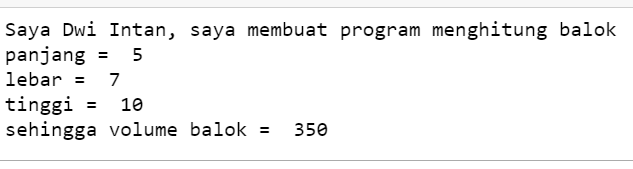 Saya Dwi Intan, saya membuat program menghitung balok
panjang =  5
lebar =  7
tinggi =  10
sehingga volume balok =  350